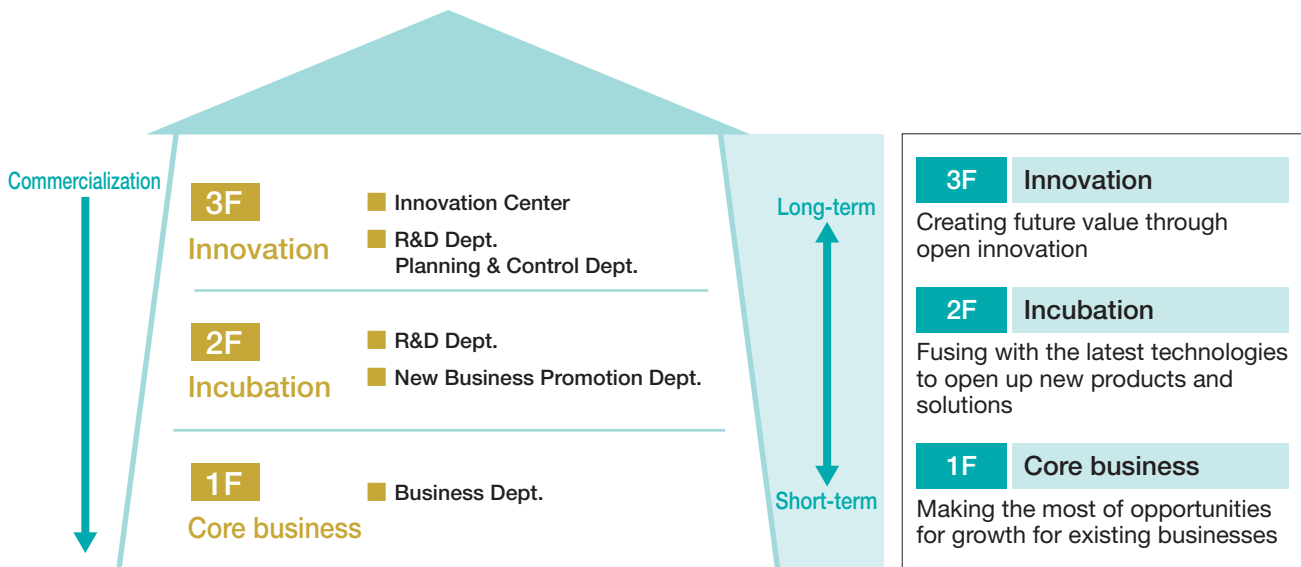 Commercialization
3F
Innovation
Innovation Center
R&D Dept.
Planning & Control Dept.
2F
Incubation
R&D Dept.
New Business Promotion Dept.
1F
Core business
Business Dept.
Long-term
Short-term
3F Innovation
Creating future value through
open innovation
2F Incubation
Fusing with the latest technologies
to open up new products and
solutions
1F Core business
Making the most of opportunities
for growth for existing businesses